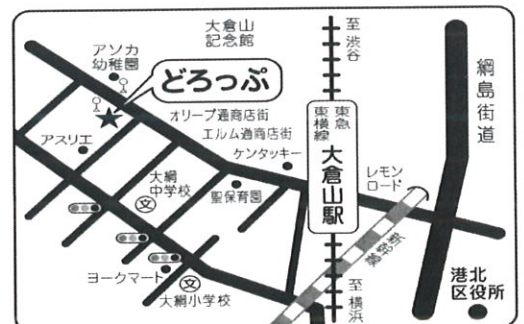 大倉山
記念館
至渋谷
アソカ
幼稚園
どろっぷ
綱島街道
オリーブ通商店街
エルム通商店街
ケンタッキー
東急
東横線
大倉山駅
レモン
ロード
アスリエ
大綱
中学校
文
聖保育園
新幹線
ヨークマート
文
大綱小学校
至横浜
港北
区役所